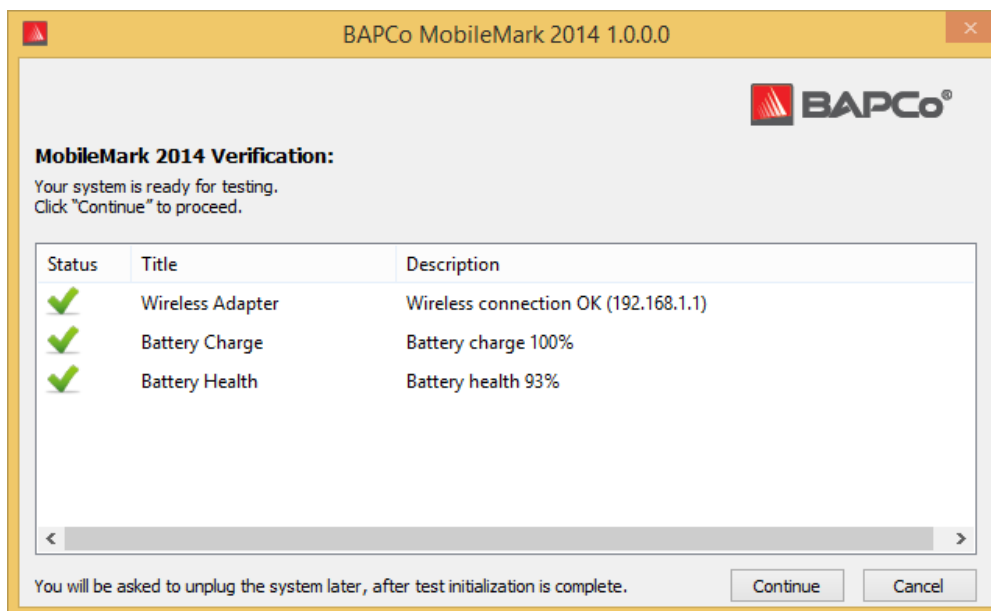 BAPCo MobileMark 2014 1.0.0.0
BAPCo®
MobileMark 2014 Verification:
Your system is ready for testing.
Click “Continue” to proceed.
Status Title Description
Wireless Adapter Wireless connection OK (192.168.1.1)
Battery Charge Battery charge 100%
Battery Health Battery health 93%
You will be asked to unplug the system later, after test initialization is complete. Continue Cancel